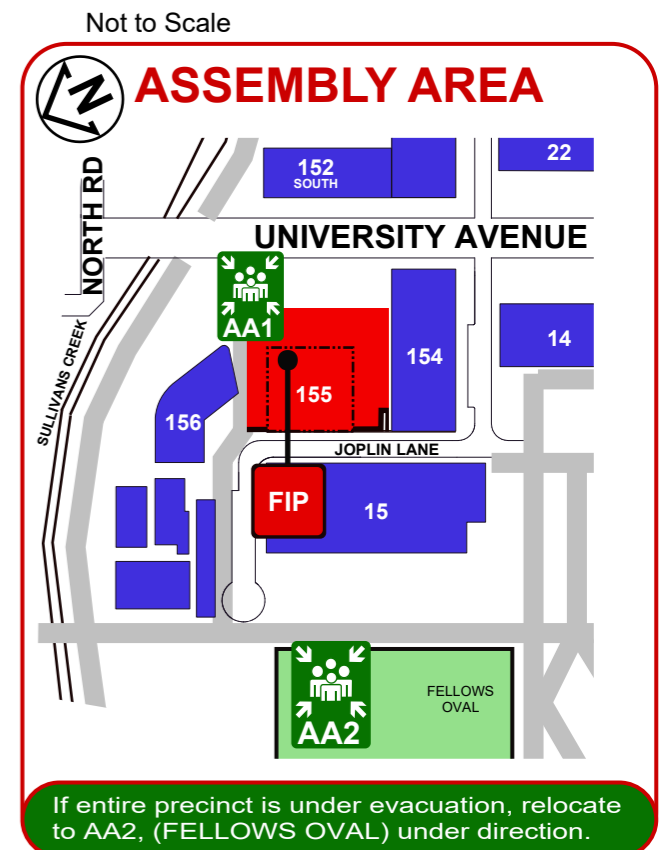 Not to Scale
N
ASSEMBLY AREA
152
SOUTH
22
NORTH RD
UNIVERSITY AVENUE
AA1
SULLIVANS CREEK
154
14
155
156
JOPLIN LANE
FIP
15
FELLOWS
OVAL
AA2
If entire precinct is under evacuation, relocate
to AA2, (FELLOWS OVAL) under direction.